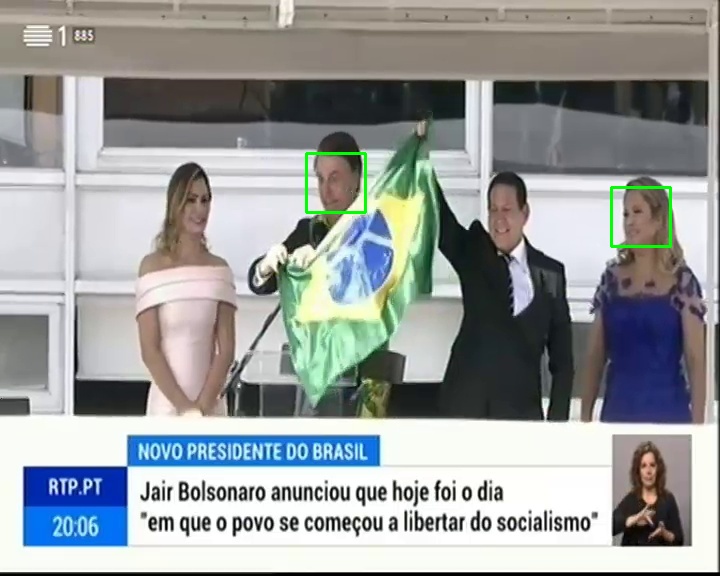 1 885
NOVO PRESIDENTE DO BRASIL
RTP.PT
Jair Bolsonaro anunciou que hoje foi o dia
20:06
"em que o povo se começou a libertar do socialismo"